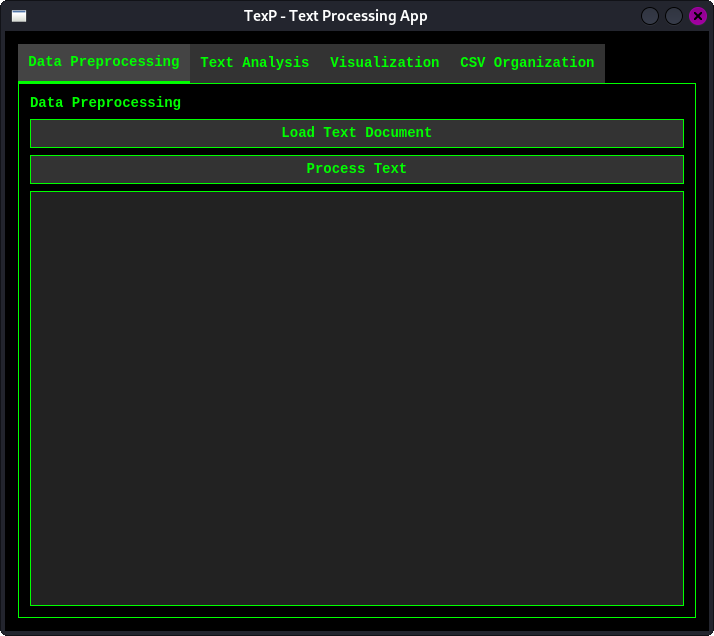 TexP - Text Processing App
Data Preprocessing Text Analysis Visualization CSV Organization
Data Preprocessing
Load Text Document
Process Text